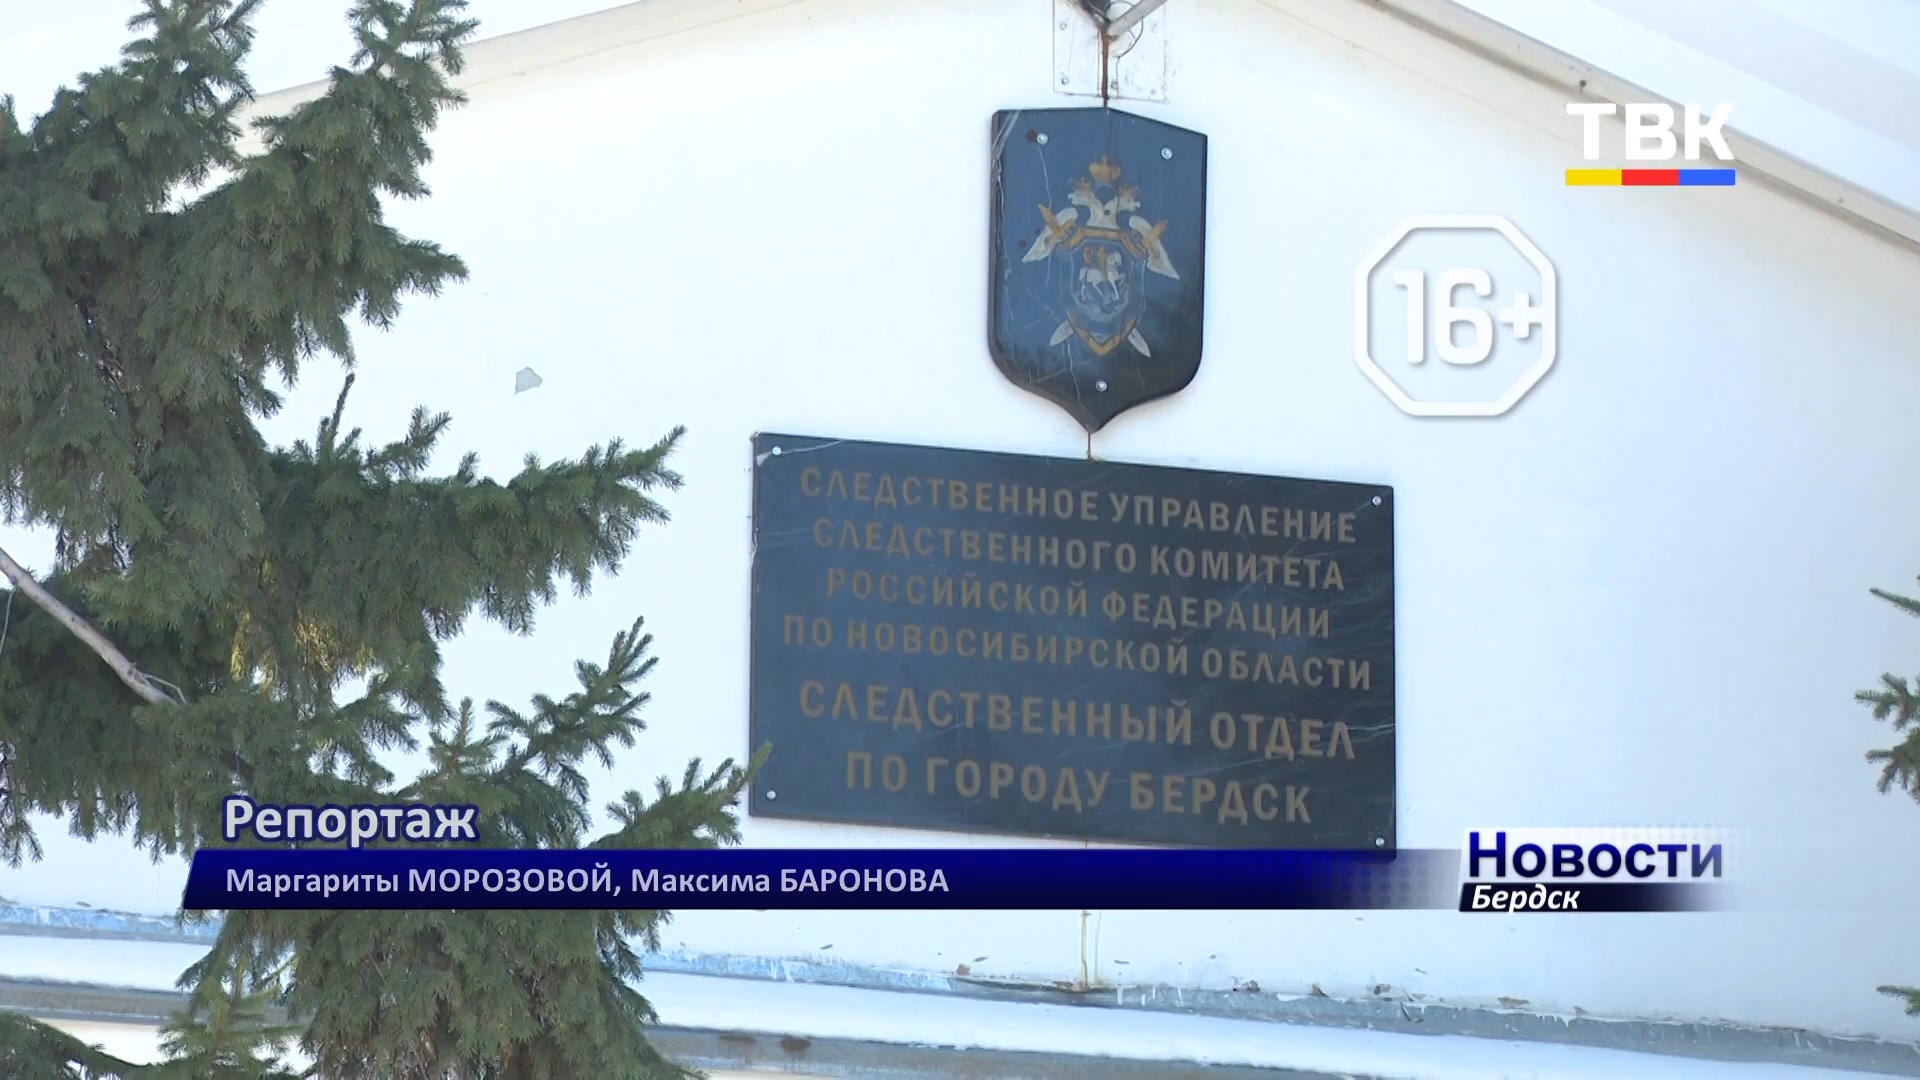 ТВК
16+
СЛЕДСТВЕННОЕ УПРАВЛЕНИЕ
СЛЕДСТВЕННОГО КОМИТЕТА
РОССИЙСКОЙ ФЕДЕРАЦИИ
ПО НОВОСИБИРСКОЙ ОБЛАСТИ
СЛЕДСТВЕННЫЙ ОТДЕЛ
ПО ГОРОДУ БЕРДСК
Репортаж
Маргариты МОРОЗОВОЙ, Максима БАРОНОВА
Новости
Бердск